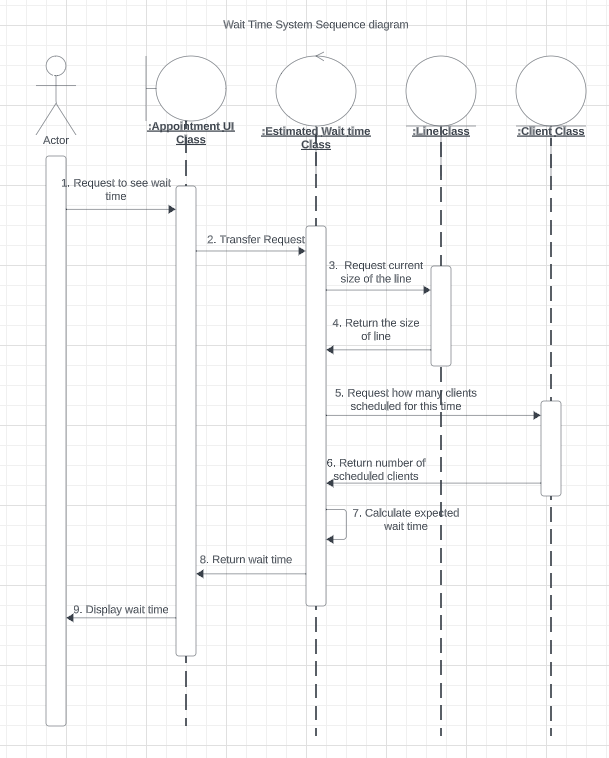 Wait Time System Sequence diagram
Actor
:Appointment UI
Class
:Estimated Wait time
Class
:Line class
:Client Class
1. Request to see wait
time
2. Transfer Request
3. Request current
size of the line
4. Return the size
of line
5. Request how many clients
scheduled for this time
6. Return number of
scheduled clients
7. Calculate expected
wait time
8. Return wait time
9. Display wait time